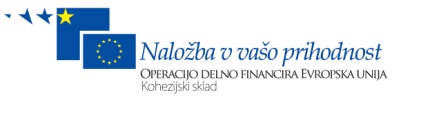 Naložba v vašo prihodnost
OPERACIJO DELNO FINANCIRA EVROPSKA UNIJA
Kohezijski sklad